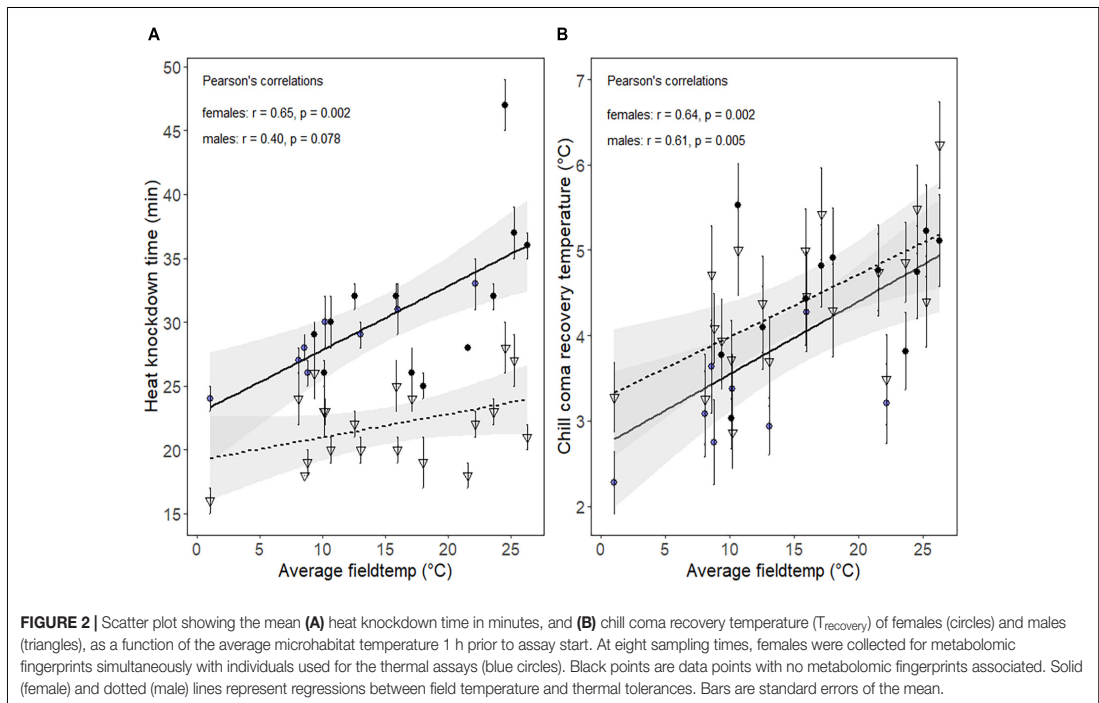 A
B
Pearson's correlations
females: r = 0.65, p = 0.002
males: r = 0.40, p = 0.078
Heat knockdown time (min)
50
45
40
35
30
25
20
15
0 5 10 15 20 25
Average fieldtemp (°C)
Pearson's correlations
females: r = 0.64, p = 0.002
males: r = 0.61, p = 0.005
Chill coma recovery temperature (°C)
7
6
5
4
3
2
0 5 10 15 20 25
Average fieldtemp (°C)
FIGURE 2 | Scatter plot showing the mean (A) heat knockdown time in minutes, and (B) chill coma recovery temperature (Trecovery) of females (circles) and males
(triangles), as a function of the average microhabitat temperature 1 h prior to assay start. At eight sampling times, females were collected for metabolomic
fingerprints simultaneously with individuals used for the thermal assays (blue circles). Black points are data points with no metabolomic fingerprints associated. Solid
(female) and dotted (male) lines represent regressions between field temperature and thermal tolerances. Bars are standard errors of the mean.